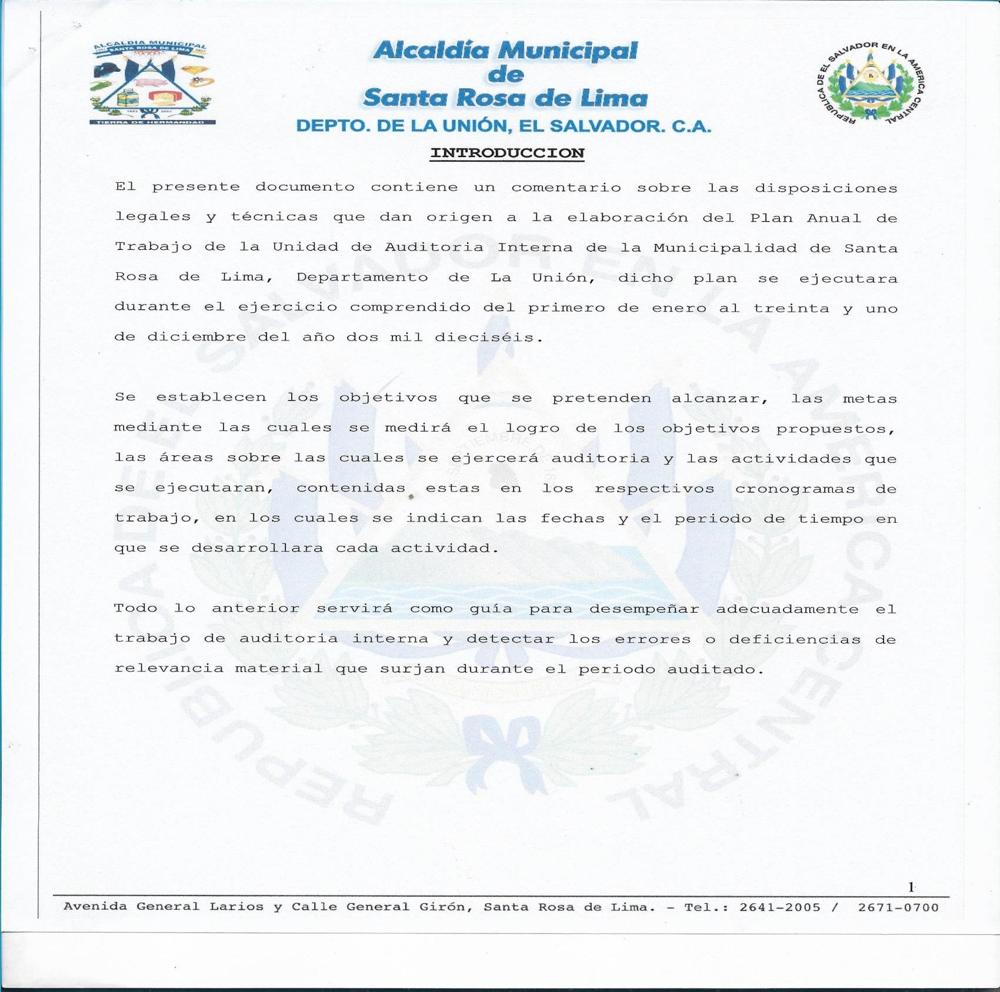 ALCALDIA MUNICIPAL
SANTA ROSA DE LIMA
TIERRA DE HERMANDAD
Alcaldía Municipal
de
Santa Rosa de Lima
DEPTO. DE LA UNIÓN, EL SALVADOR. C.A.
REPUBLICA DE EL SALVADOR EN LA AMERICA CENTRAL
INTRODUCCION
El presente documento contiene un comentario sobre las disposiciones
legales y técnicas que dan origen a la elaboración del Plan Anual de
Trabajo de la Unidad de Auditoria Interna de la Municipalidad de Santa
Rosa de Lima, Departamento de La Unión, dicho plan se ejecutara
durante el ejercicio comprendido del primero de enero al treinta y uno
de diciembre del año dos mil dieciséis.
Se establecen los objetivos que se pretenden alcanzar, las metas
mediante las cuales se medirá el logro de los objetivos propuestos,
las áreas sobre las cuales se ejercerá auditoria y las actividades que
se ejecutaran, contenidas estas en los respectivos cronogramas de
trabajo, en los cuales se indican las fechas y el periodo de tiempo en
que se desarrollara cada actividad.
Todo lo anterior servirá como guía para desempeñar adecuadamente el
trabajo de auditoria interna y detectar los errores o deficiencias de
relevancia material que surjan durante el periodo auditado.
REPUBLICA DE EL SALVADOR EN LA AMERICA CENTRAL
1
Avenida General Larios y Calle General Girón, Santa Rosa de Lima. - Tel.: 2641-2005 / 2671-0700